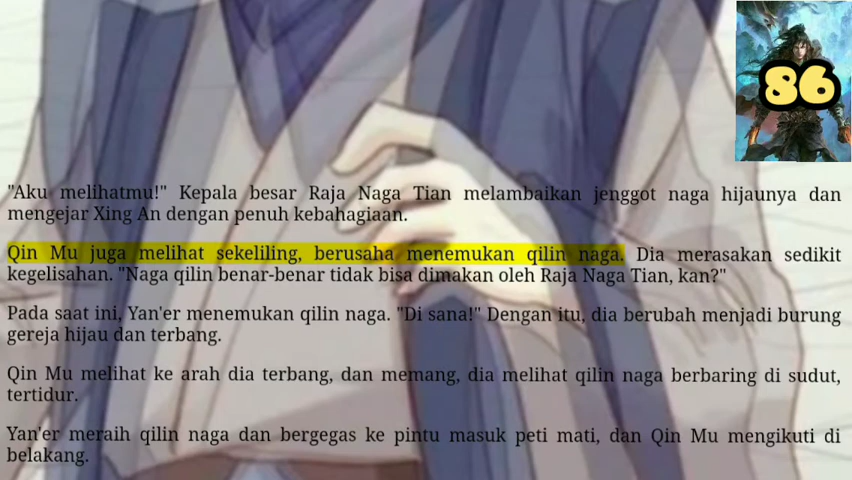 86
"Aku melihatmu!" Kepala besar Raja Naga Tian melambaikan jenggot naga hijaunya dan
mengejar Xing An dengan penuh kebahagiaan.
Qin Mu juga melihat sekeliling, berusaha menemukan qilin naga. Dia merasakan sedikit
kegelisahan. "Naga qilin benar-benar tidak bisa dimakan oleh Raja Naga Tian, kan?"
Pada saat ini, Yan'er menemukan qilin naga. "Di sana!" Dengan itu, dia berubah menjadi burung
gereja hijau dan terbang.
Qin Mu melihat ke arah dia terbang, dan memang, dia melihat qilin naga berbaring di sudut,
tertidur.
Yan'er meraih qilin naga dan bergegas ke pintu masuk peti mati, dan Qin Mu mengikuti di
belakang.